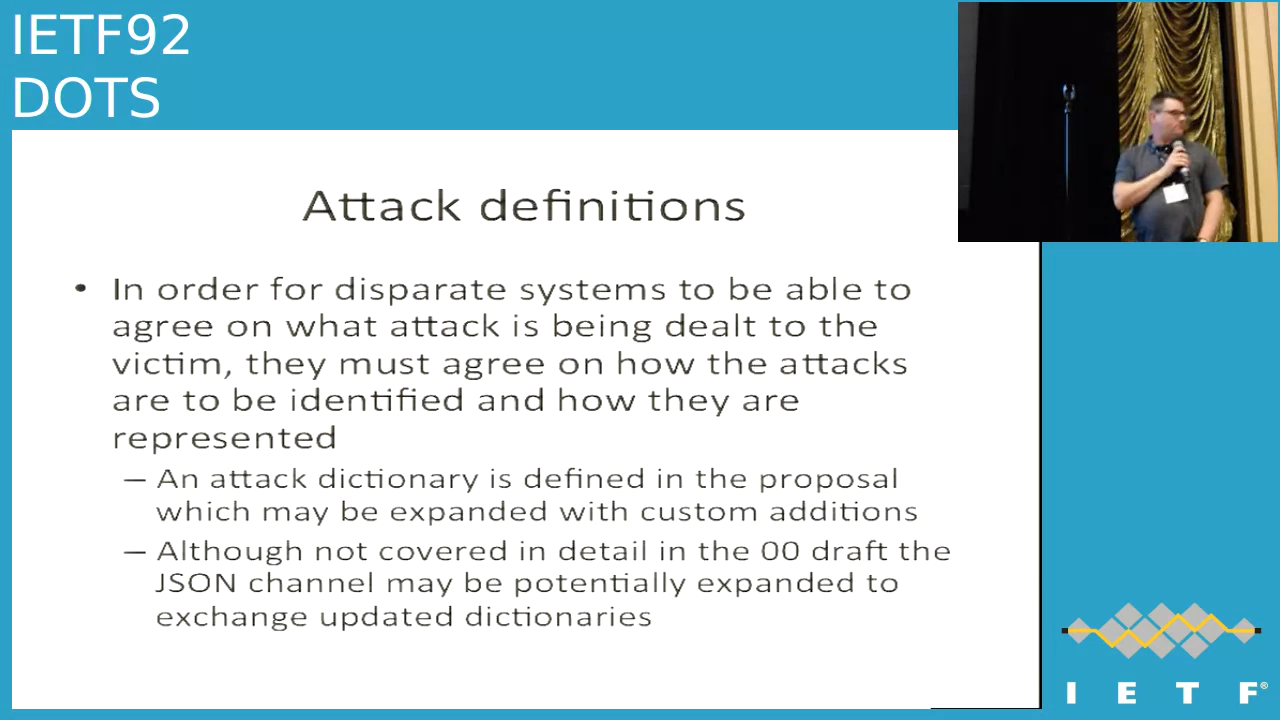 IETF92
DOTS
Attack definitions
• In order for disparate systems to be able to
agree on what attack is being dealt to the
victim, they must agree on how the attacks
are to be identified and how they are
represented
– An attack dictionary is defined in the proposal
which may be expanded with custom additions
– Although not covered in detail in the 00 draft the
JSON channel may be potentially expanded to
exchange updated dictionaries
I E T F®